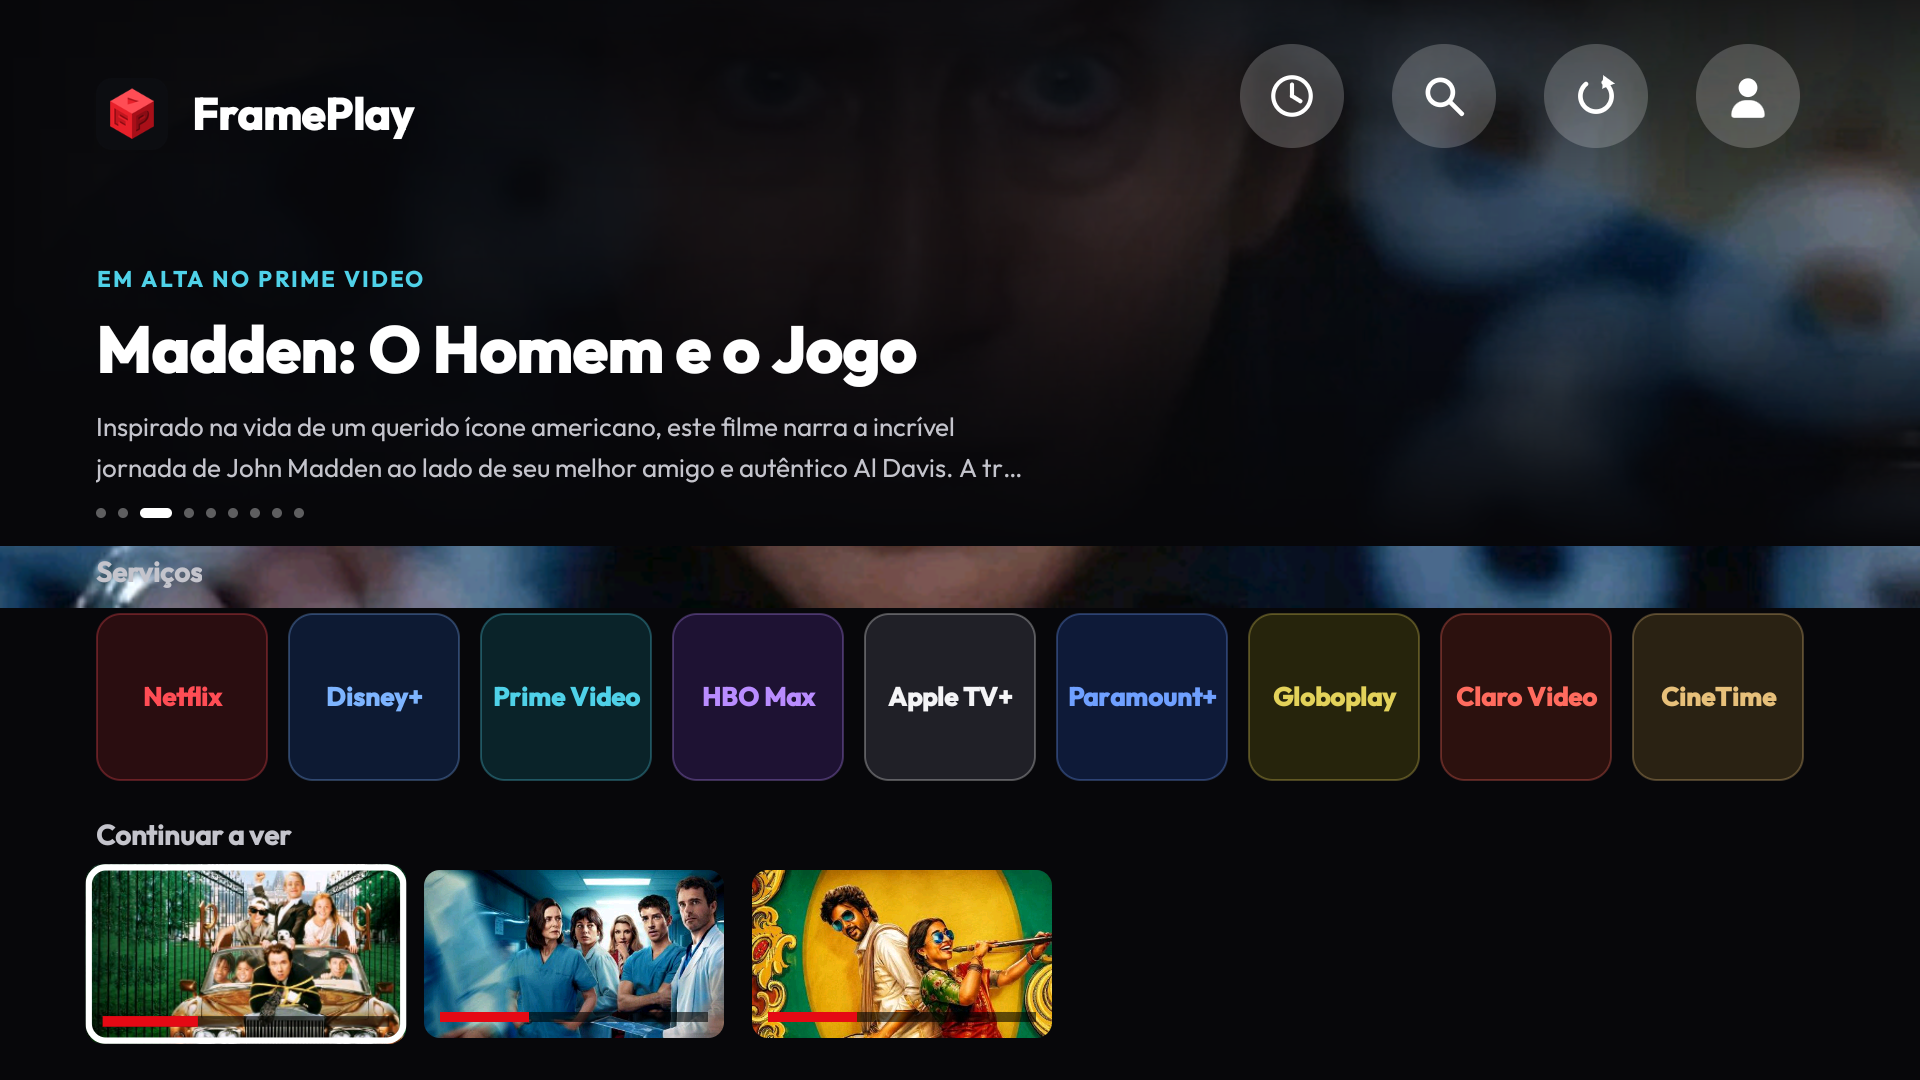 FramePlay
EM ALTA NO PRIME VIDEO
Madden: O Homem e o Jogo
Inspirado na vida de um querido ícone americano, este filme narra a incrível
jornada de John Madden ao lado de seu melhor amigo e autêntico Al Davis. A tr...
Serviços
Netflix
Disney+
Prime Video
HBO Max
Apple TV+
Paramount+
Globoplay
Claro Video
CineTime
Continuar a ver